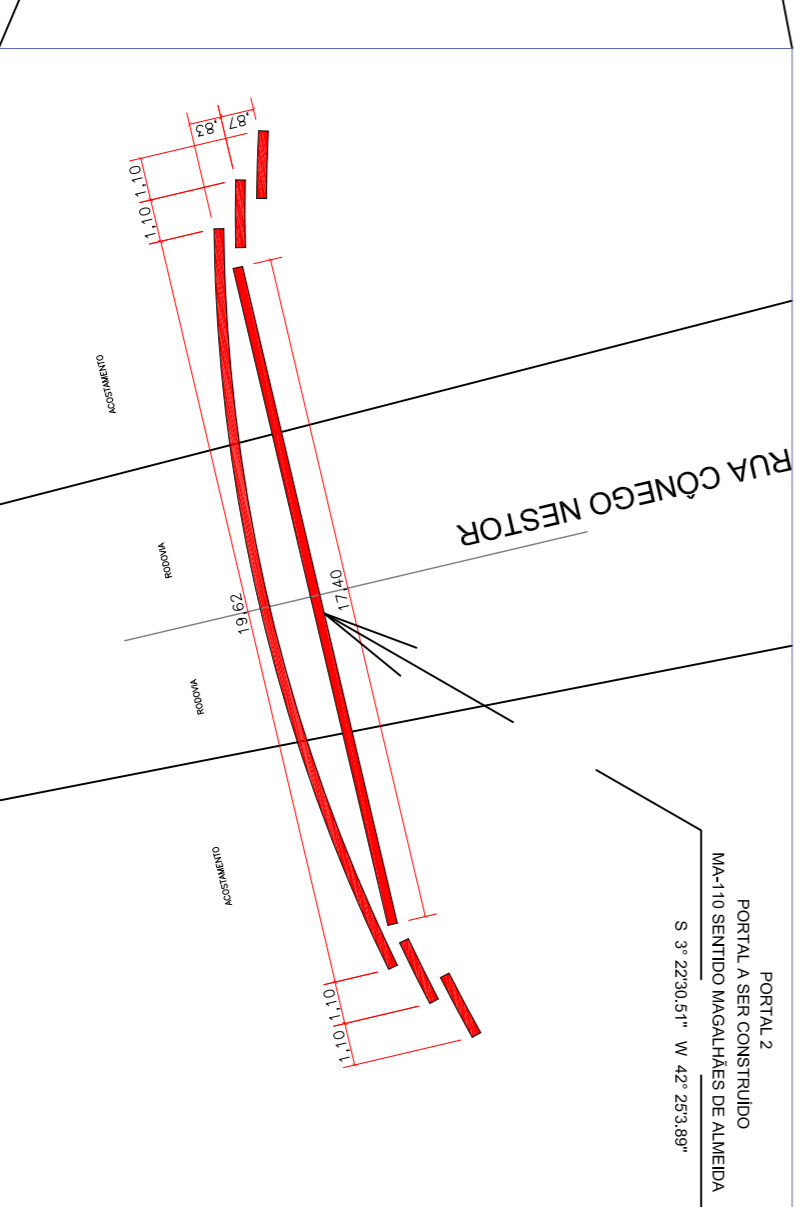 PORTAL 2
PORTAL A SER CONSTRUÍDO
MA-110 SENTIDO MAGALHÃES DE ALMEIDA
S 3° 22'30.51" W 42° 25'3.89"
RUA CÔNEGO NESTOR
,87
,83
1,10
1,10
17,40
19,62
1,10
1,10
ACOSTAMENTO
RODOVIA
RODOVIA
ACOSTAMENTO